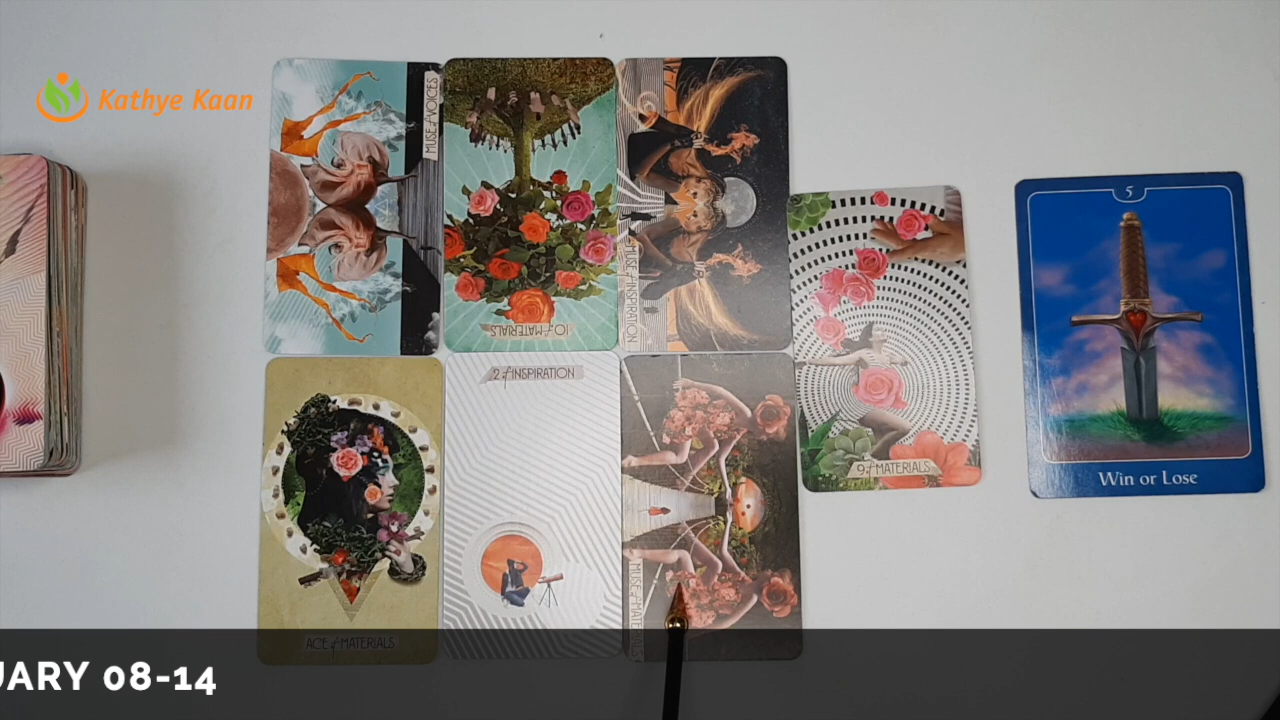 Kathye Kaan
MUSE of VOICES
10 of MATERIALS
MUSE of INSPIRATION
ACE of MATERIALS
2 of INSPIRATION
MUSE of MATERIALS
9 of MATERIALS
5
Win or Lose
UARY 08-14